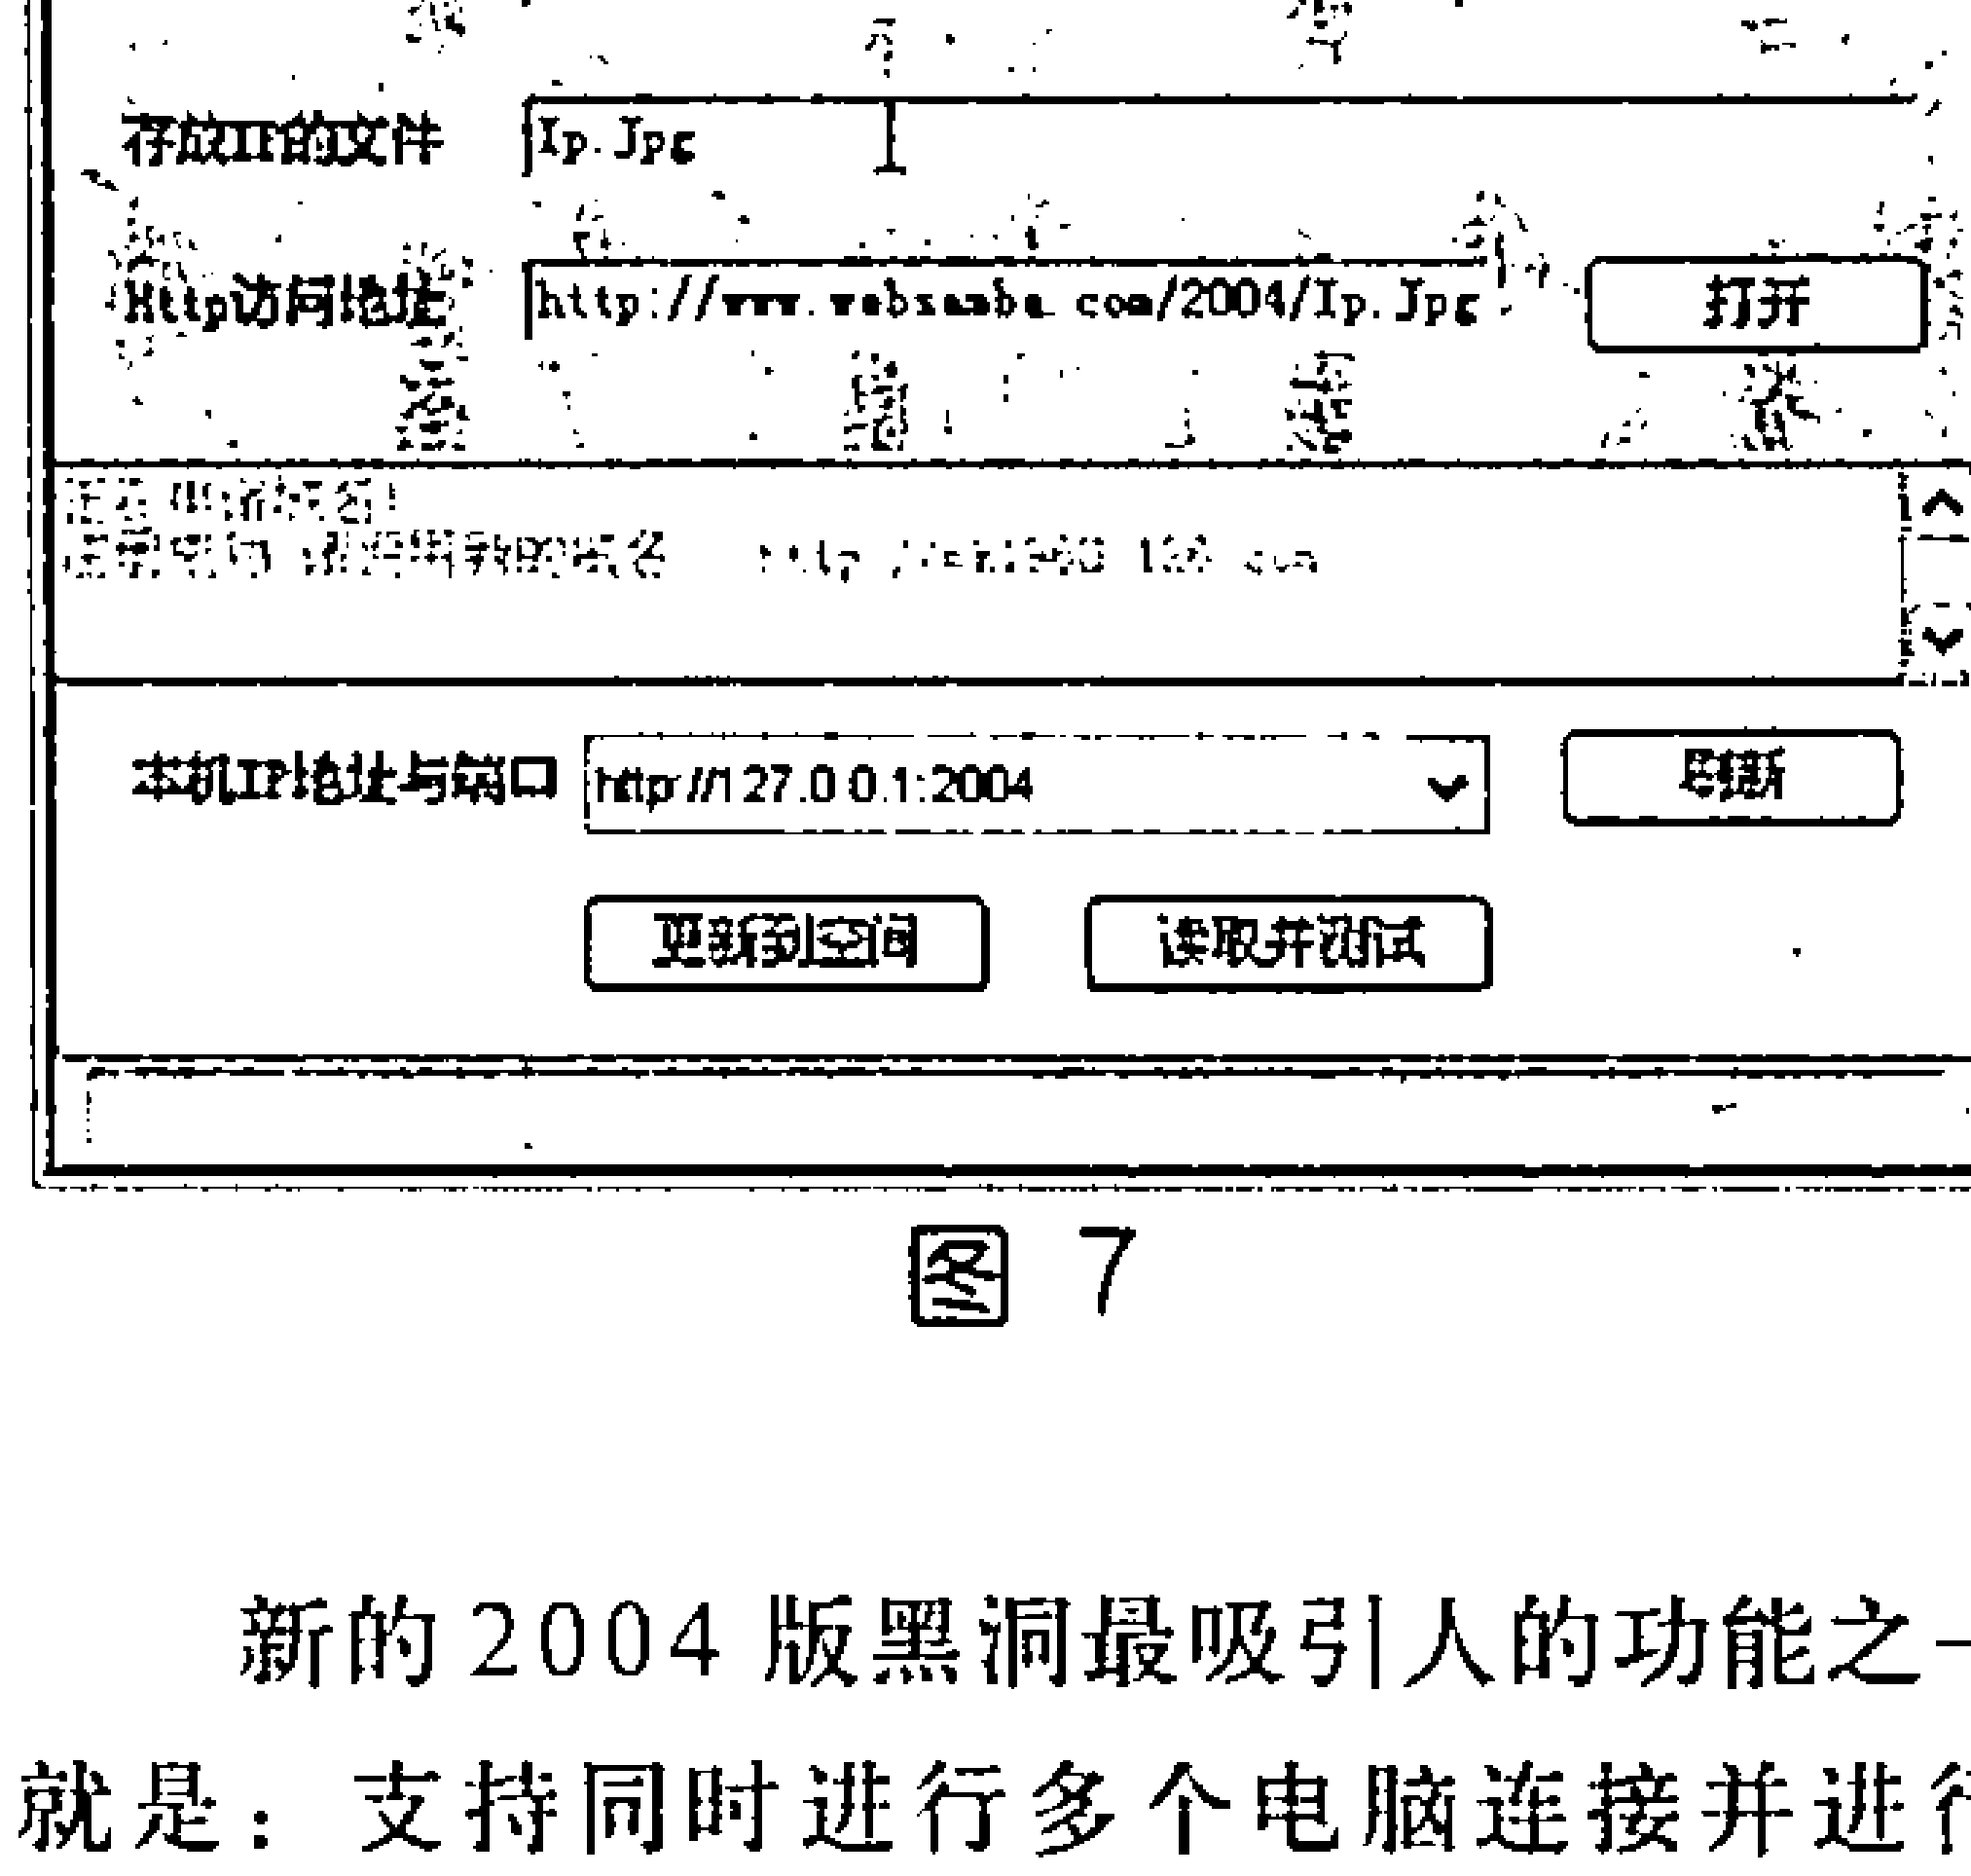 存放IP的文件 Ip.Jpg
Http访问地址 http://www.websamba.com/2004/Ip.Jpg 打开
本机IP地址与端口 http://127.0.0.1:2004 刷新
更新到空间 读取并测试
图 7
新的2004版黑洞最吸引人的功能之一
就是：支持同时进行多个电脑连接并进行